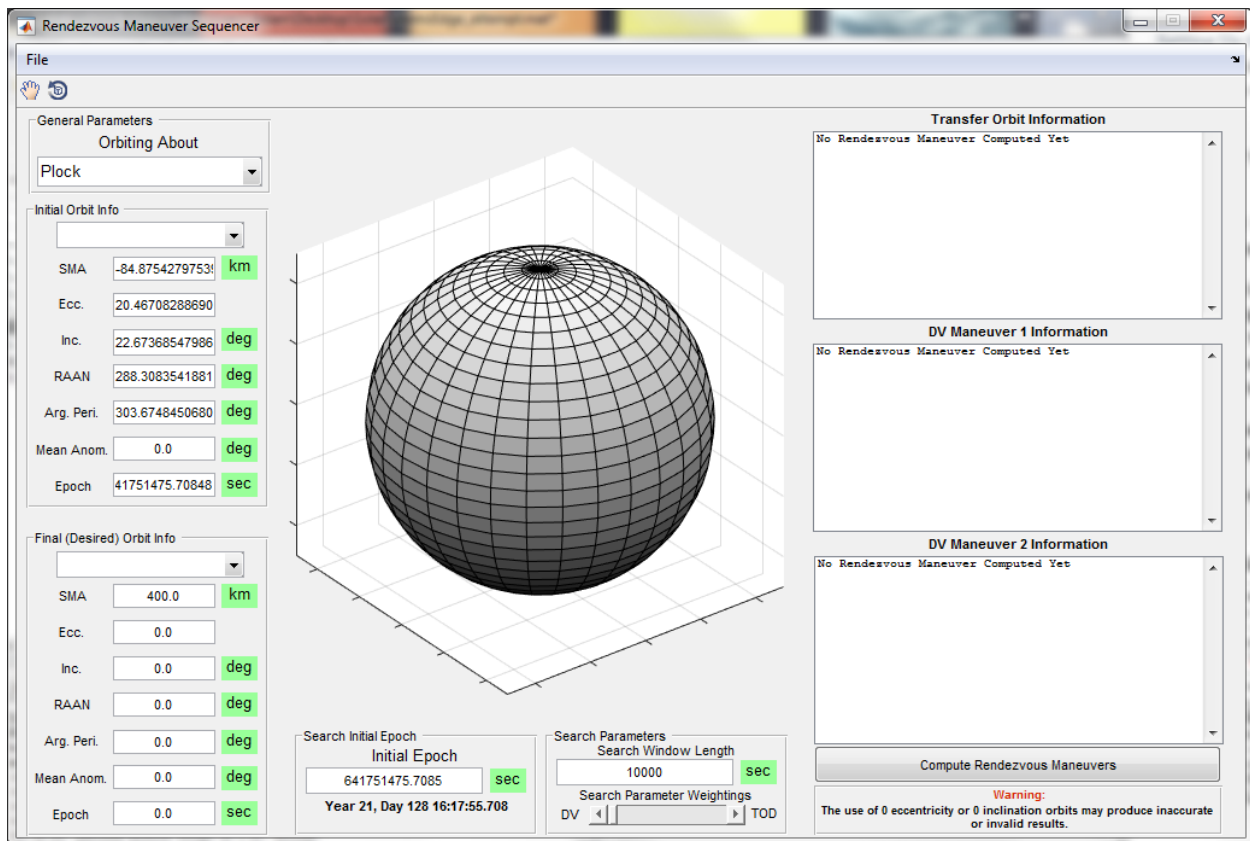 Rendezvous Maneuver Sequencer
File
General Parameters
Orbiting About
Plock
Initial Orbit Info
SMA -84.8754279753! km
Ecc. 20.46708288690
Inc. 22.67368547986 deg
RAAN 288.3083541881 deg
Arg. Peri. 303.6748450680 deg
Mean Anom. 0.0 deg
Epoch 41751475.70848 sec
Final (Desired) Orbit Info
SMA 400.0 km
Ecc. 0.0
Inc. 0.0 deg
RAAN 0.0 deg
Arg. Peri. 0.0 deg
Mean Anom. 0.0 deg
Epoch 0.0 sec
Search Initial Epoch
Initial Epoch
641751475.7085 sec
Year 21, Day 128 16:17:55.708
Search Parameters
Search Window Length
10000 sec
Search Parameter Weightings
DV TOD
Transfer Orbit Information
No Rendezvous Maneuver Computed Yet
DV Maneuver 1 Information
No Rendezvous Maneuver Computed Yet
DV Maneuver 2 Information
No Rendezvous Maneuver Computed Yet
Compute Rendezvous Maneuvers
Warning:
The use of 0 eccentricity or 0 inclination orbits may produce inaccurate
or invalid results.